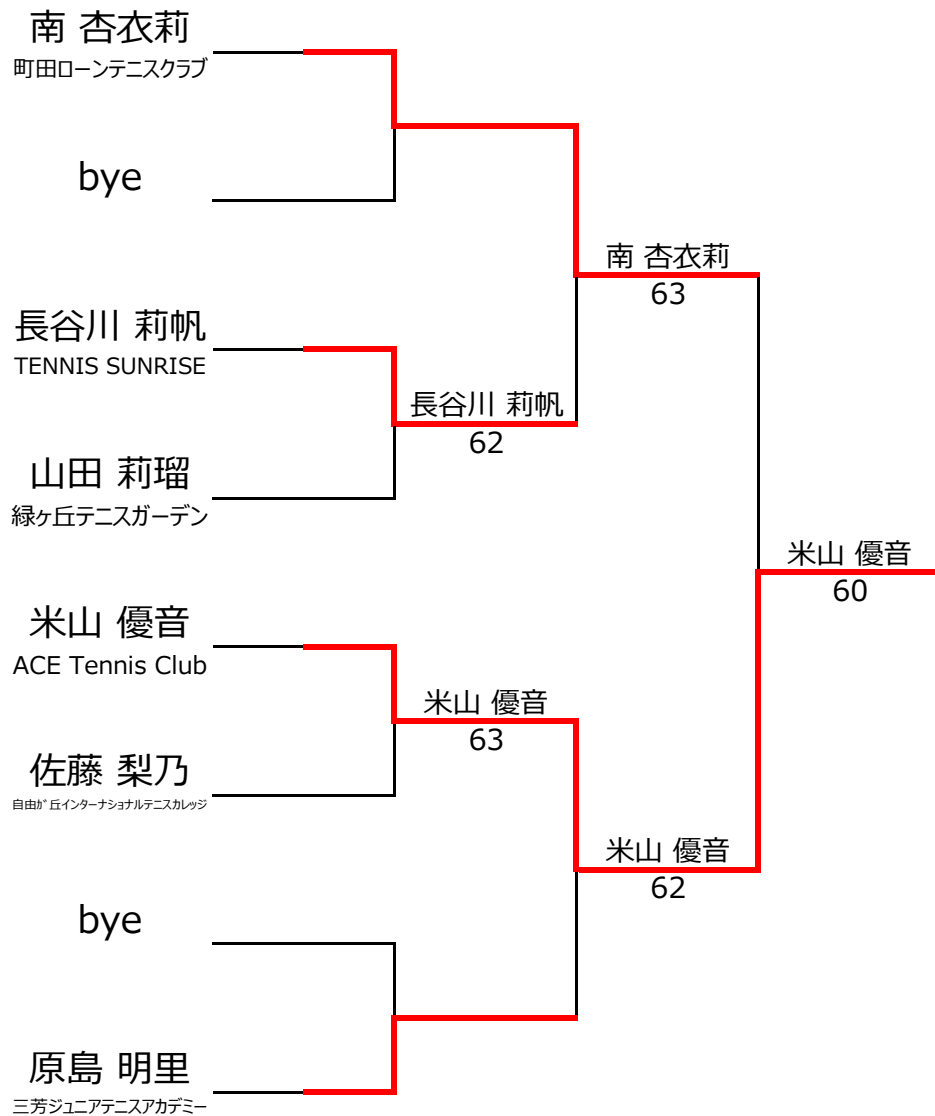 南 杏衣莉
町田ローンテニスクラブ
bye
南 杏衣莉
63
長谷川 莉帆
TENNIS SUNRISE
長谷川 莉帆
62
山田 莉瑠
緑ヶ丘テニスガーデン
米山 優音
60
米山 優音
ACE Tennis Club
米山 優音
63
佐藤 梨乃
自由が丘インターナショナルテニスカレッジ
米山 優音
62
bye
原島 明里
三芳ジュニアテニスアカデミー